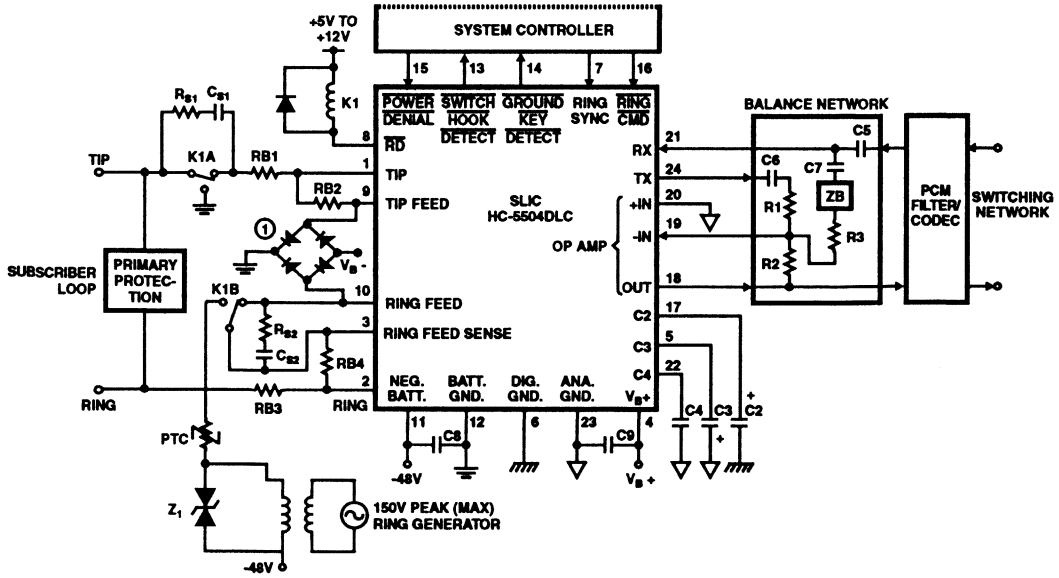 +5V TO
+12V
SYSTEM CONTROLLER
15
13
14
7
16
K1
POWER
DENIAL
SWITCH
HOOK
DETECT
GROUND
KEY
DETECT
RING
SYNC
RING
CMD
8
RD
RS1
CS1
K1A
TIP
RB1
1
TIP
RB2
9
TIP FEED
1
VB-
SLIC
HC-5504DLC
OP AMP
21
RX
24
TX
20
+IN
19
-IN
18
OUT
17
C2
5
C3
22
C4
BALANCE NETWORK
C5
C6
C7
ZB
R1
R2
R3
PCM
FILTER/
CODEC
SWITCHING
NETWORK
SUBSCRIBER
LOOP
PRIMARY
PROTEC-
TION
K1B
10
RING FEED
3
RING FEED SENSE
RS2
CS2
RB4
2
RING
RING
RB3
NEG.
BATT.
BATT.
GND.
DIG.
GND.
ANA.
GND.
VB+
11
12
6
23
4
C8
C9
-48V
VB +
C4
C3
+
+
C2
PTC
Z1
150V PEAK (MAX)
RING GENERATOR
-48V